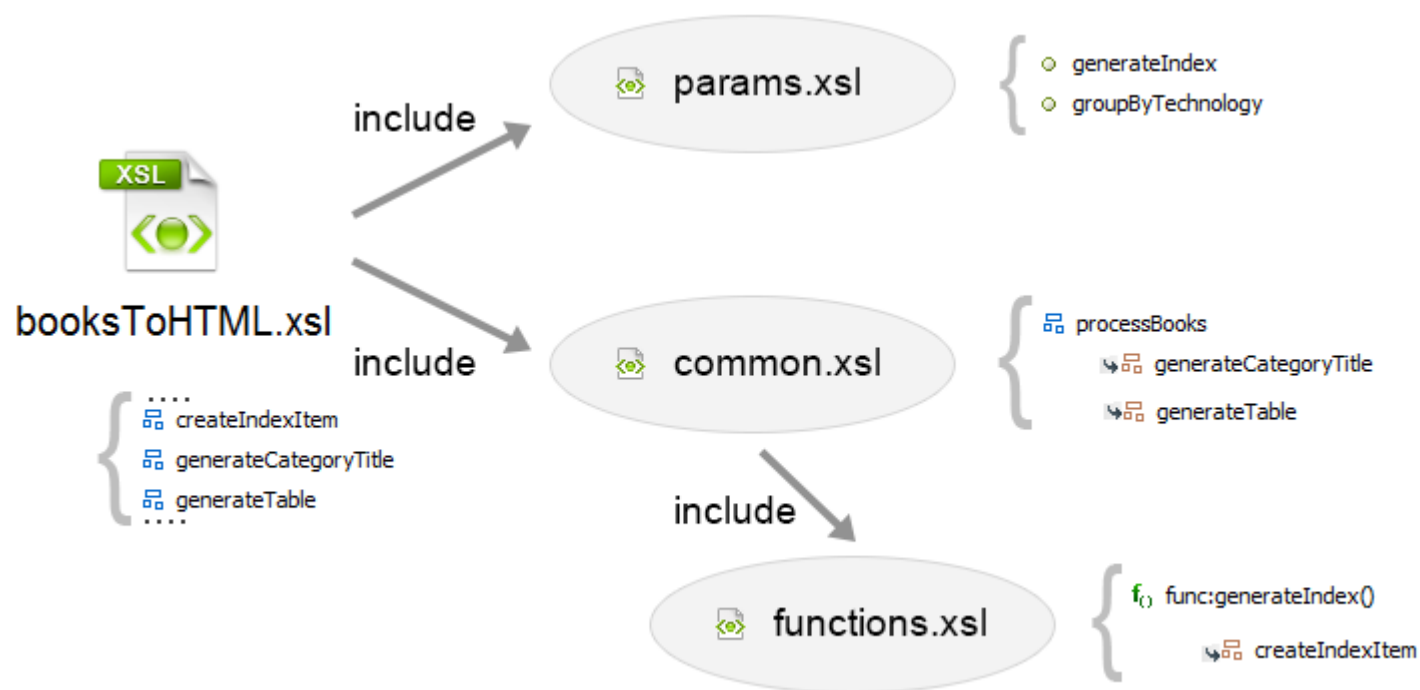 params.xsl
generateIndex
groupByTechnology
include
XSL
booksToHTML.xsl
include
common.xsl
processBooks
generateCategoryTitle
generateTable
....
createIndexItem
generateCategoryTitle
generateTable
....
include
functions.xsl
f() func:generateIndex()
createIndexItem